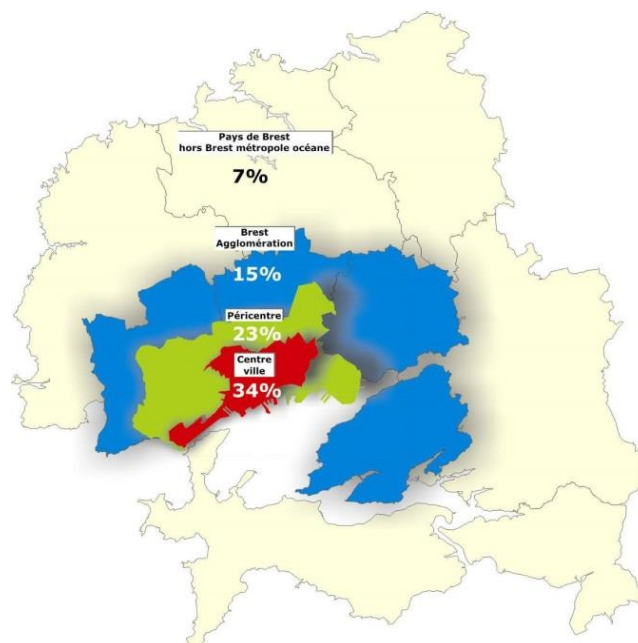 Pays de Brest
hors Brest métropole océane
7%
Brest
Agglomération
15%
Péricentre
23%
Centre
ville
34%